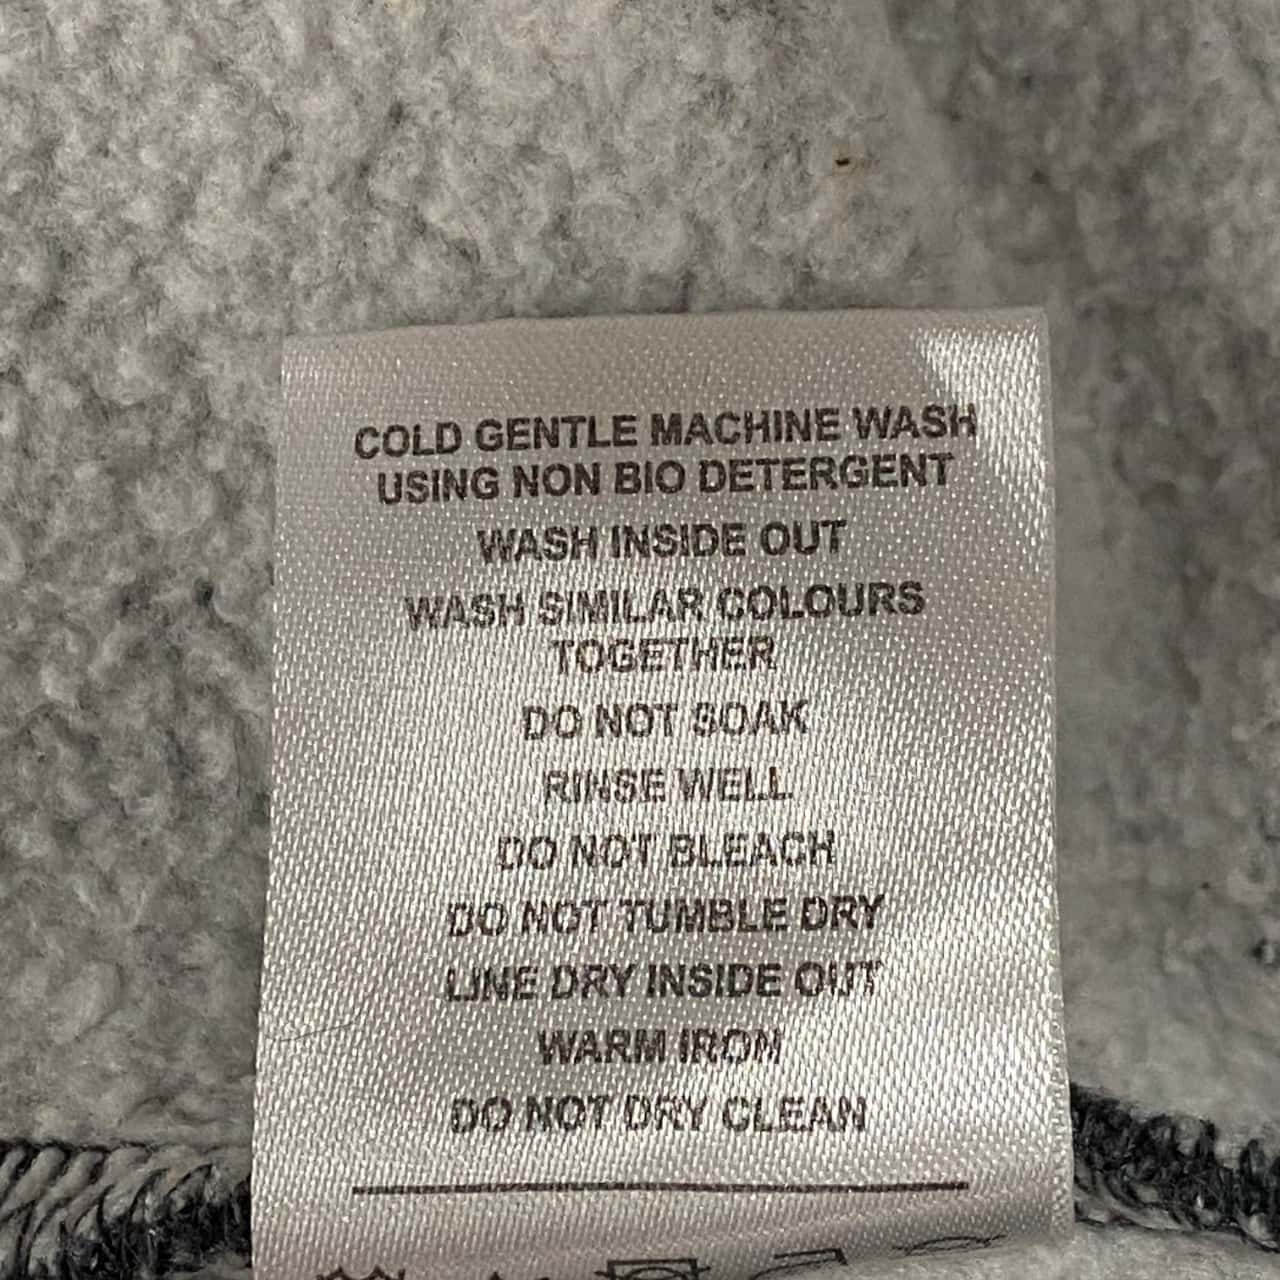 COLD GENTLE MACHINE WASH
USING NON BIO DETERGENT
WASH INSIDE OUT
WASH SIMILAR COLOURS
TOGETHER
DO NOT SOAK
RINSE WELL
DO NOT BLEACH
DO NOT TUMBLE DRY
LINE DRY INSIDE OUT
WARM IRON
DO NOT DRY CLEAN